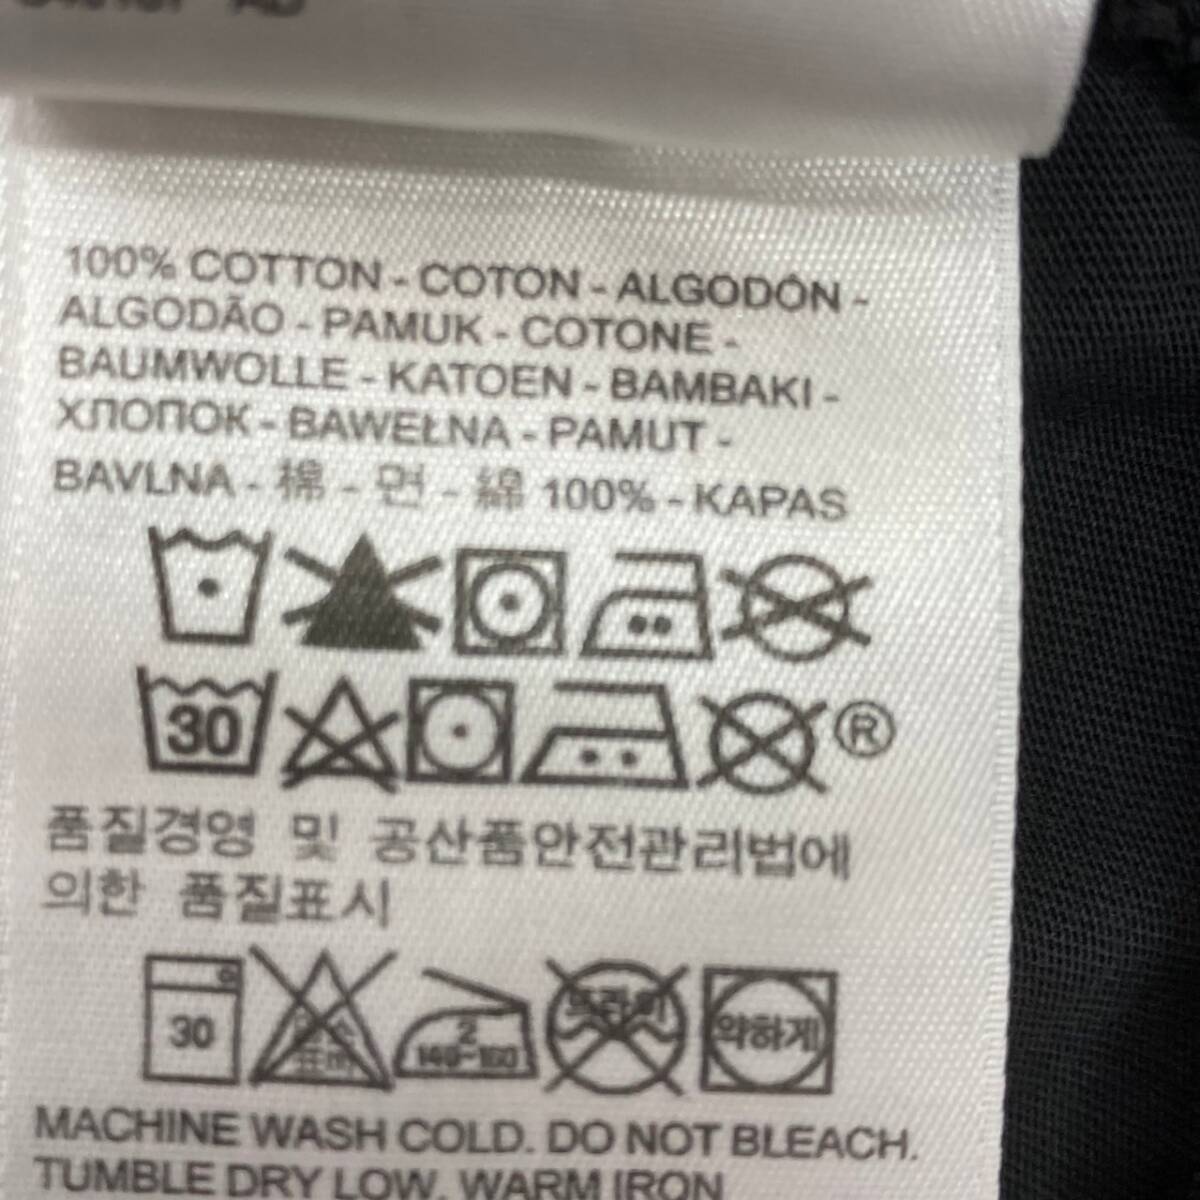 100% COTTON - COTON - ALGODÓN -
ALGODÃO - PAMUK - COTONE -
BAUMWOLLE - KATOEN - BAMBAKI -
ХЛОПОК - BAWEŁNA - PAMUT -
BAVLNA - 棉 - 면 - 綿 100% - KAPAS
30 ®
품질경영 및 공산품안전관리법에
의한 품질표시
30 2 140~160 드라이 약하게
MACHINE WASH COLD. DO NOT BLEACH.
TUMBLE DRY LOW. WARM IRON